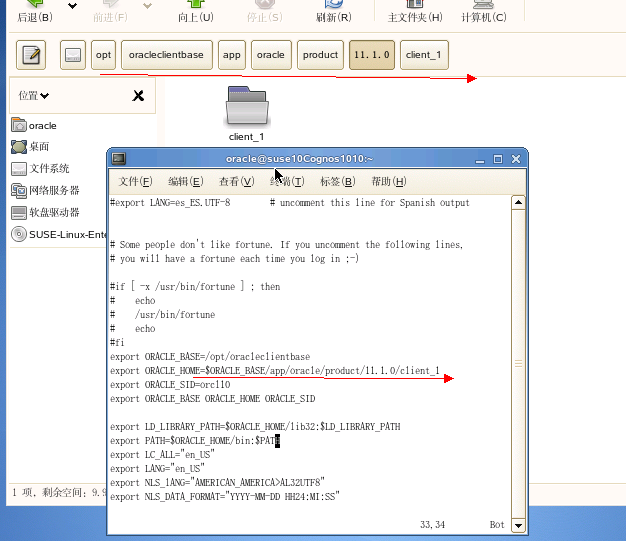 后退(B)
前进(F)
向上(U)
停止(S)
刷新(R)
主文件夹(H)
计算机(C)
opt
oracleclientbase
app
oracle
product
11.1.0
client_1
位置
oracle
桌面
文件系统
网络服务器
软盘驱动器
SUSE-Linux-Ente
client_1
oracle@suse10Cognos1010:~
文件(F) 编辑(E) 查看(V) 终端(T) 标签(B) 帮助(H)
#export LANG=es_ES.UTF-8 # uncomment this line for Spanish output
# Some people don't like fortune. If you uncomment the following lines,
# you will have a fortune each time you log in ;-)
#if [ -x /usr/bin/fortune ] ; then
# echo
# /usr/bin/fortune
# echo
#fi
export ORACLE_BASE=/opt/oracleclientbase
export ORACLE_HOME=$ORACLE_BASE/app/oracle/product/11.1.0/client_1
export ORACLE_SID=orcl10
export ORACLE_BASE ORACLE_HOME ORACLE_SID
export LD_LIBRARY_PATH=$ORACLE_HOME/lib32:$LD_LIBRARY_PATH
export PATH=$ORACLE_HOME/bin:$PATH
export LC_ALL="en_US"
export LANG="en_US"
export NLS_lANG="AMERICAN_AMERICA>AL32UTF8"
export NLS_DATA_FORMAT="YYYY-MM-DD HH24:MI:SS"
33,34 Bot
1 项，剩余空间：9.9